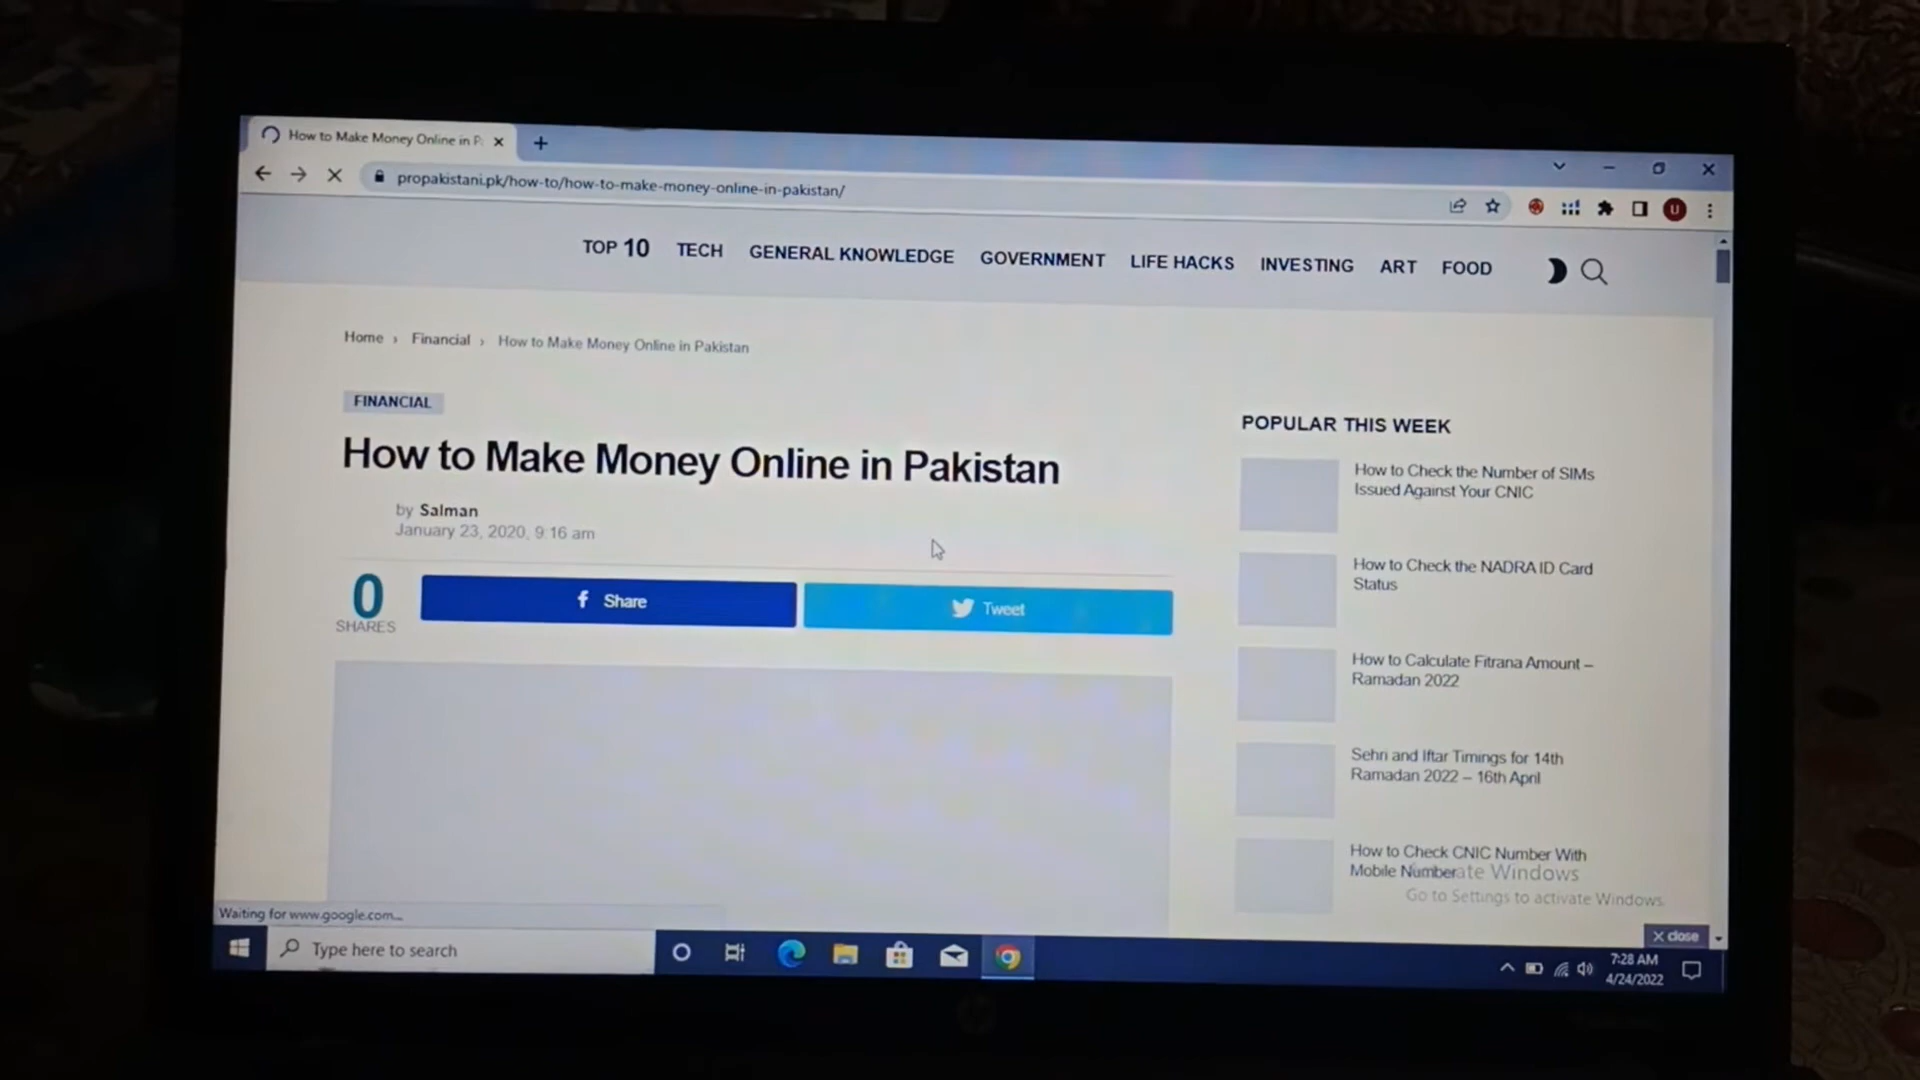 How to Make Money Online in P
propakistani.pk/how-to/how-to-make-money-online-in-pakistan/
U
TOP 10 TECH GENERAL KNOWLEDGE GOVERNMENT LIFE HACKS INVESTING ART FOOD
Home › Financial › How to Make Money Online in Pakistan
FINANCIAL
How to Make Money Online in Pakistan
by Salman
January 23, 2020, 9:16 am
0
SHARES
f Share
Tweet
POPULAR THIS WEEK
How to Check the Number of SIMs
Issued Against Your CNIC
How to Check the NADRA ID Card
Status
How to Calculate Fitrana Amount –
Ramadan 2022
Sehri and Iftar Timings for 14th
Ramadan 2022 – 16th April
How to Check CNIC Number With
Mobile Number
ate Windows
Go to Settings to activate Windows.
Waiting for www.google.com...
X close
Type here to search
7:28 AM
4/24/2022
hp